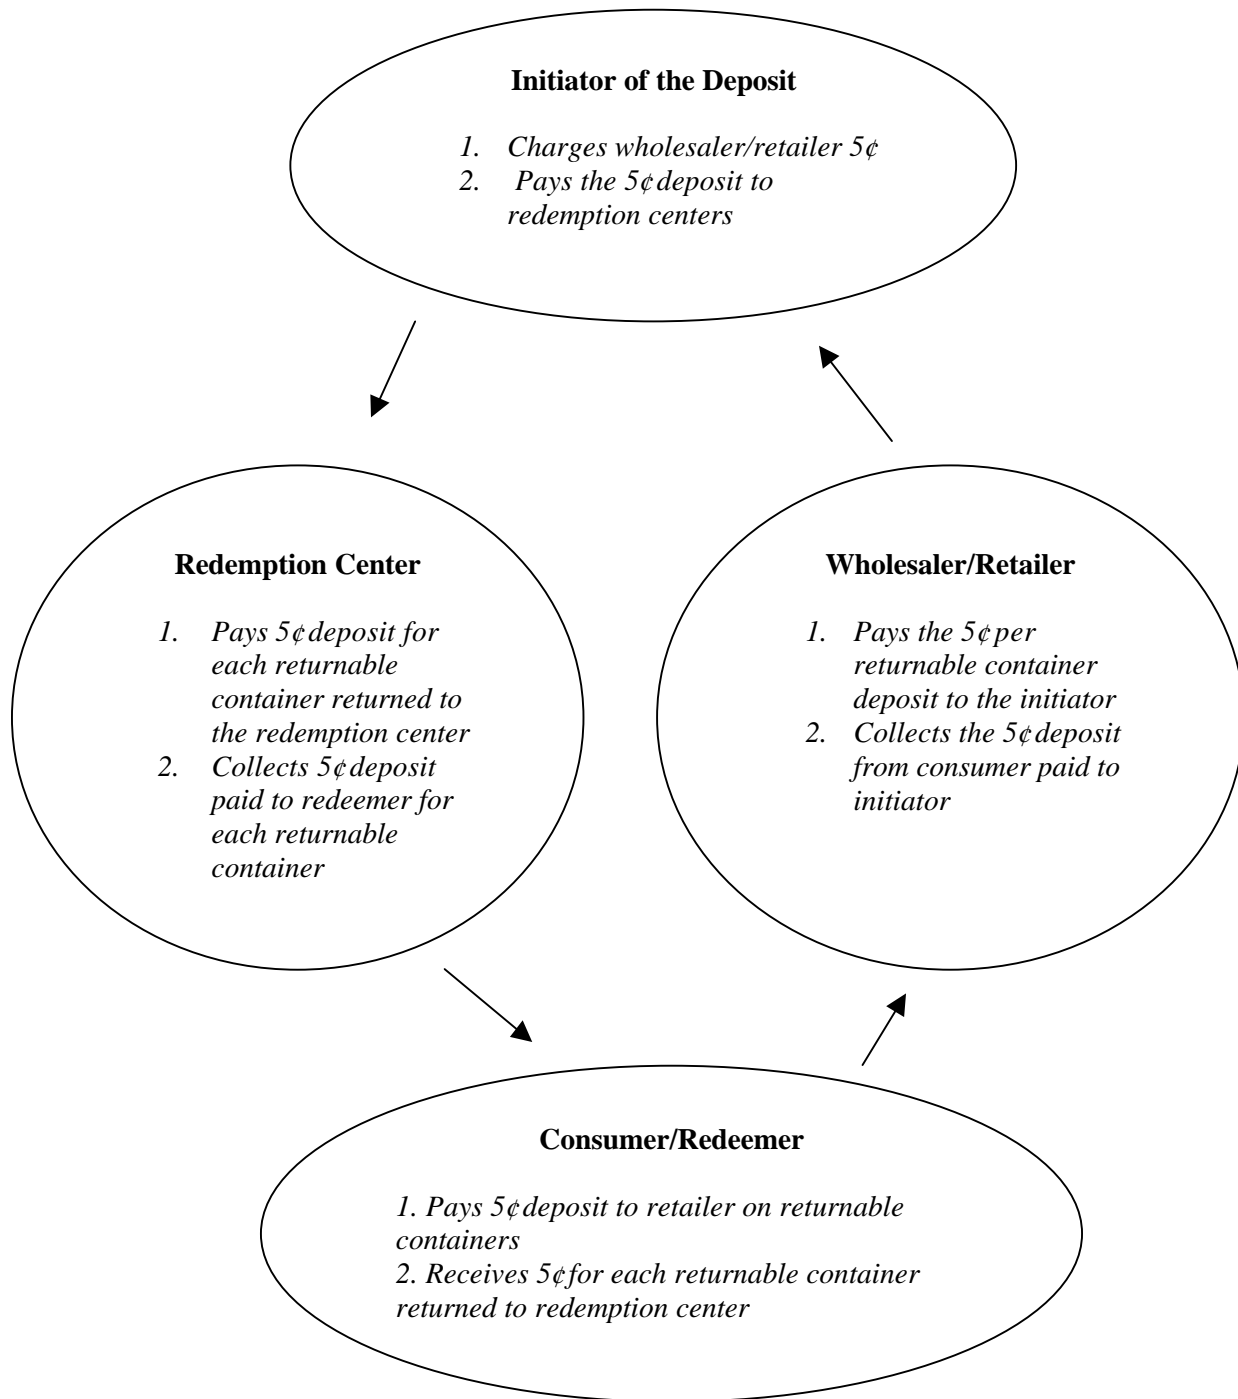 Initiator of the Deposit
1. Charges wholesaler/retailer 5¢
2. Pays the 5¢ deposit to
redemption centers
Redemption Center
1. Pays 5¢ deposit for
each returnable
container returned to
the redemption center
2. Collects 5¢ deposit
paid to redeemer for
each returnable
container
Wholesaler/Retailer
1. Pays the 5¢ per
returnable container
deposit to the initiator
2. Collects the 5¢ deposit
from consumer paid to
initiator
Consumer/Redeemer
1. Pays 5¢ deposit to retailer on returnable
containers
2. Receives 5¢ for each returnable container
returned to redemption center